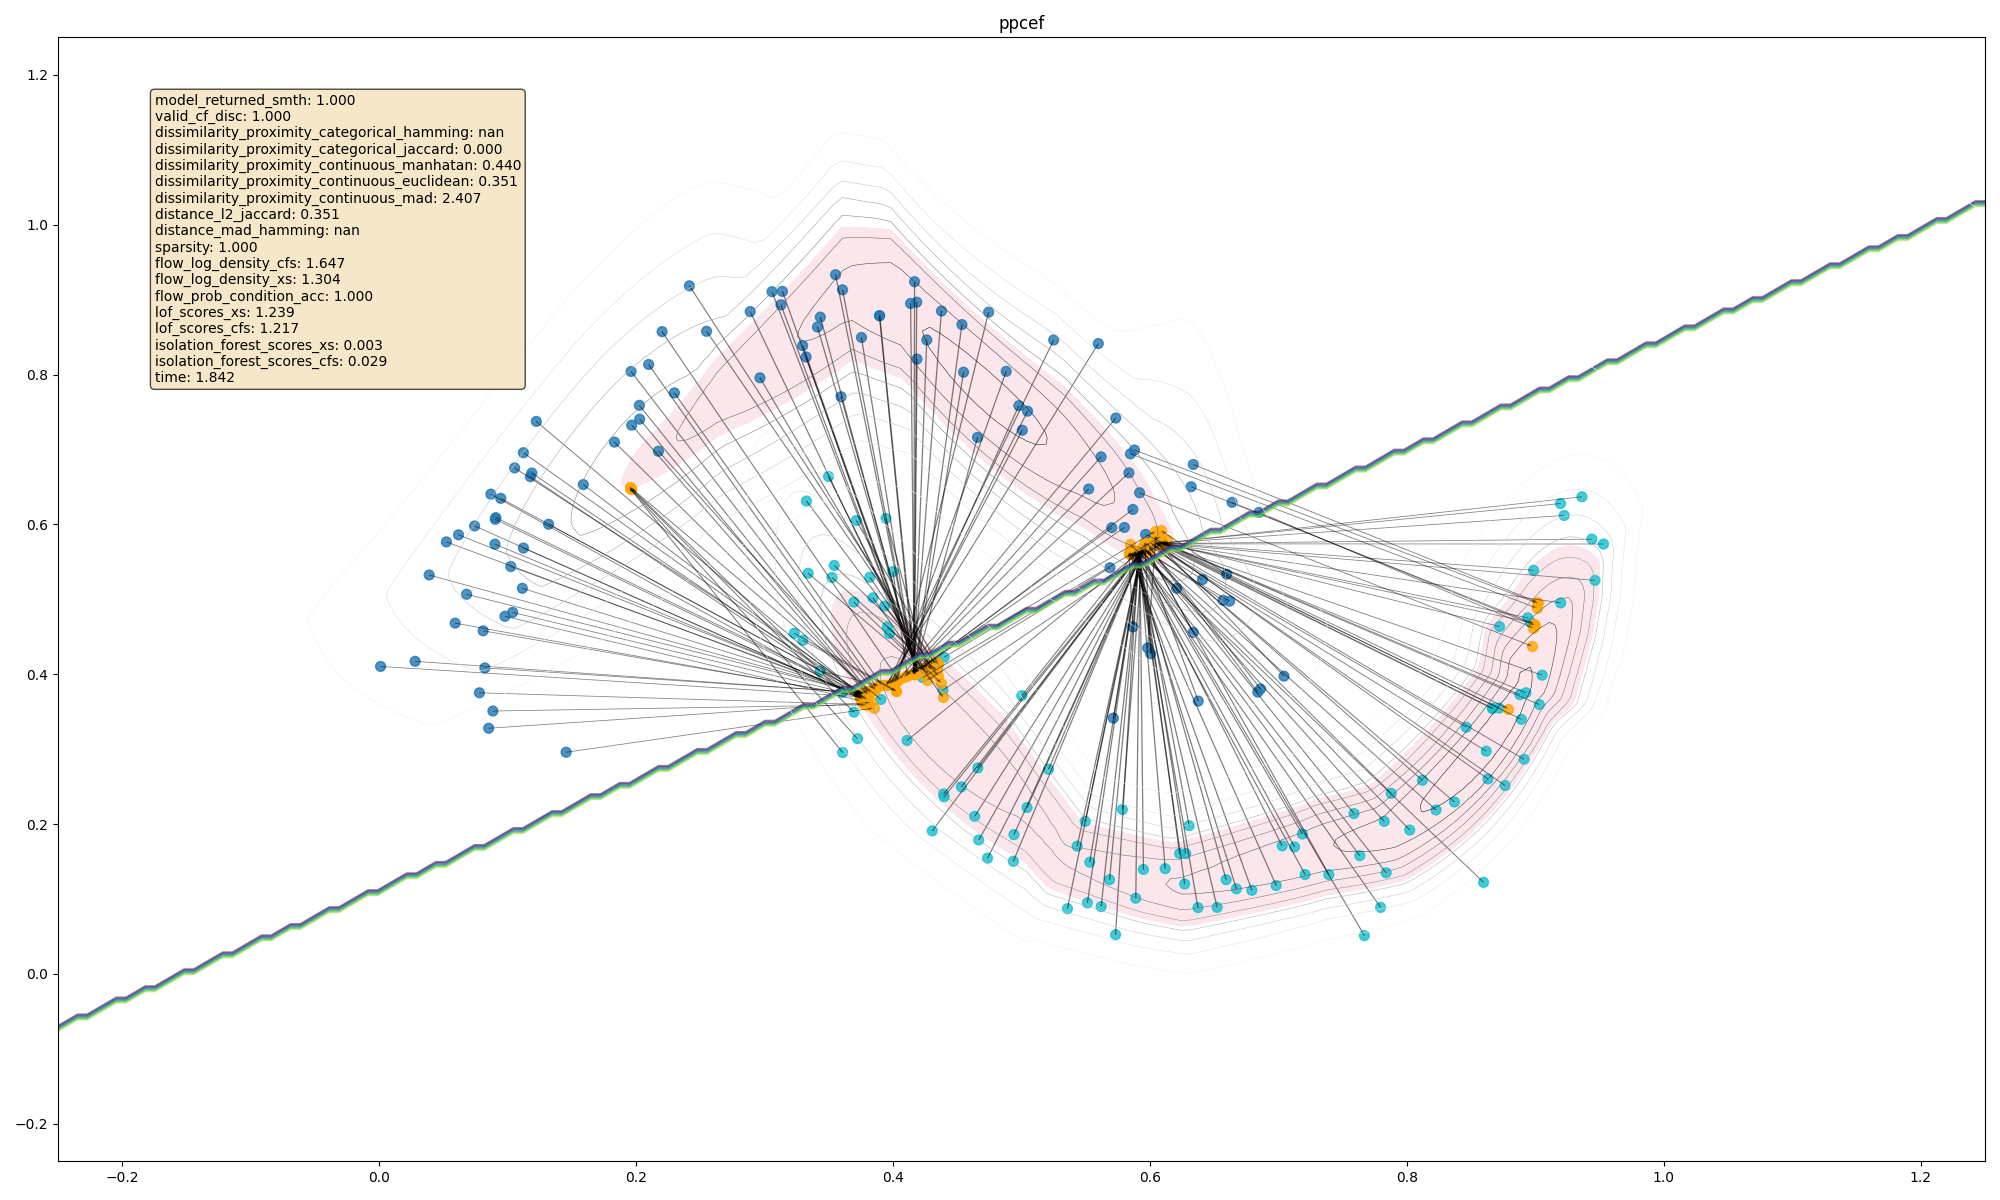 ppcef
1.2
1.0
0.8
0.6
0.4
0.2
0.0
−0.2
model_returned_smth: 1.000
valid_cf_disc: 1.000
dissimilarity_proximity_categorical_hamming: nan
dissimilarity_proximity_categorical_jaccard: 0.000
dissimilarity_proximity_continuous_manhatan: 0.440
dissimilarity_proximity_continuous_euclidean: 0.351
dissimilarity_proximity_continuous_mad: 2.407
distance_l2_jaccard: 0.351
distance_mad_hamming: nan
sparsity: 1.000
flow_log_density_cfs: 1.647
flow_log_density_xs: 1.304
flow_prob_condition_acc: 1.000
lof_scores_xs: 1.239
lof_scores_cfs: 1.217
isolation_forest_scores_xs: 0.003
isolation_forest_scores_cfs: 0.029
time: 1.842
−0.2 0.0 0.2 0.4 0.6 0.8 1.0 1.2